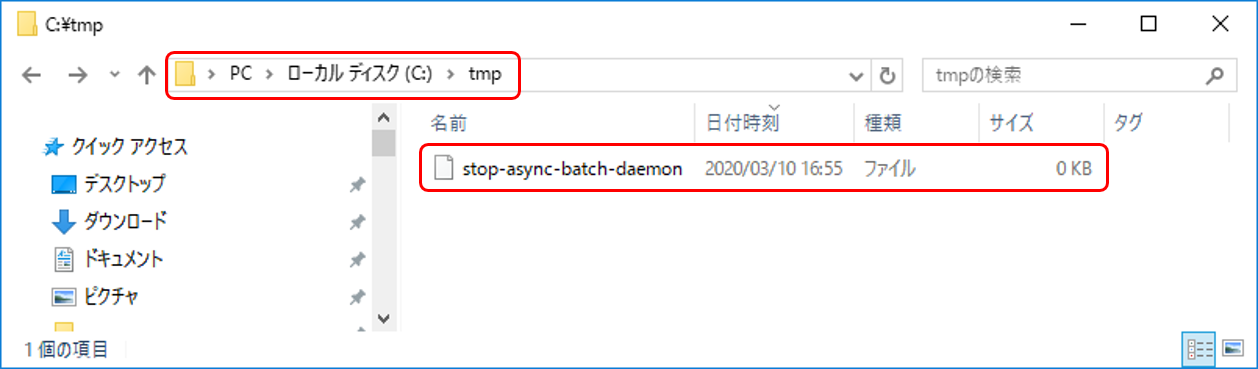 C:¥tmp
PC ローカル ディスク (C:) tmp
tmpの検索
名前 日付時刻 種類 サイズ タグ
stop-async-batch-daemon 2020/03/10 16:55 ファイル 0 KB
クイック アクセス
デスクトップ
ダウンロード
ドキュメント
ピクチャ
1 個の項目